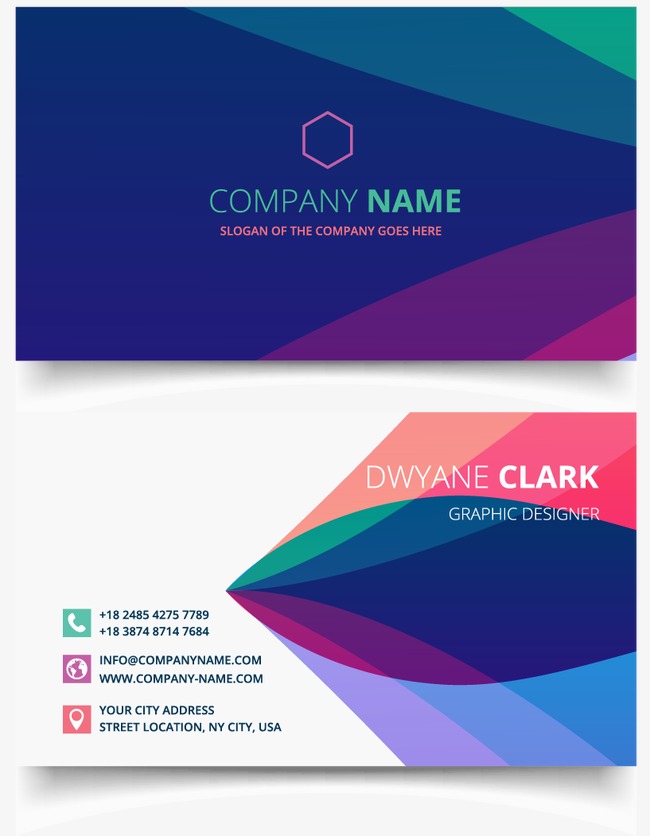 COMPANY NAME
SLOGAN OF THE COMPANY GOES HERE
DWYANE CLARK
GRAPHIC DESIGNER
+18 2485 4275 7789
+18 3874 8714 7684
INFO@COMPANYNAME.COM
WWW.COMPANY-NAME.COM
YOUR CITY ADDRESS
STREET LOCATION, NY CITY, USA